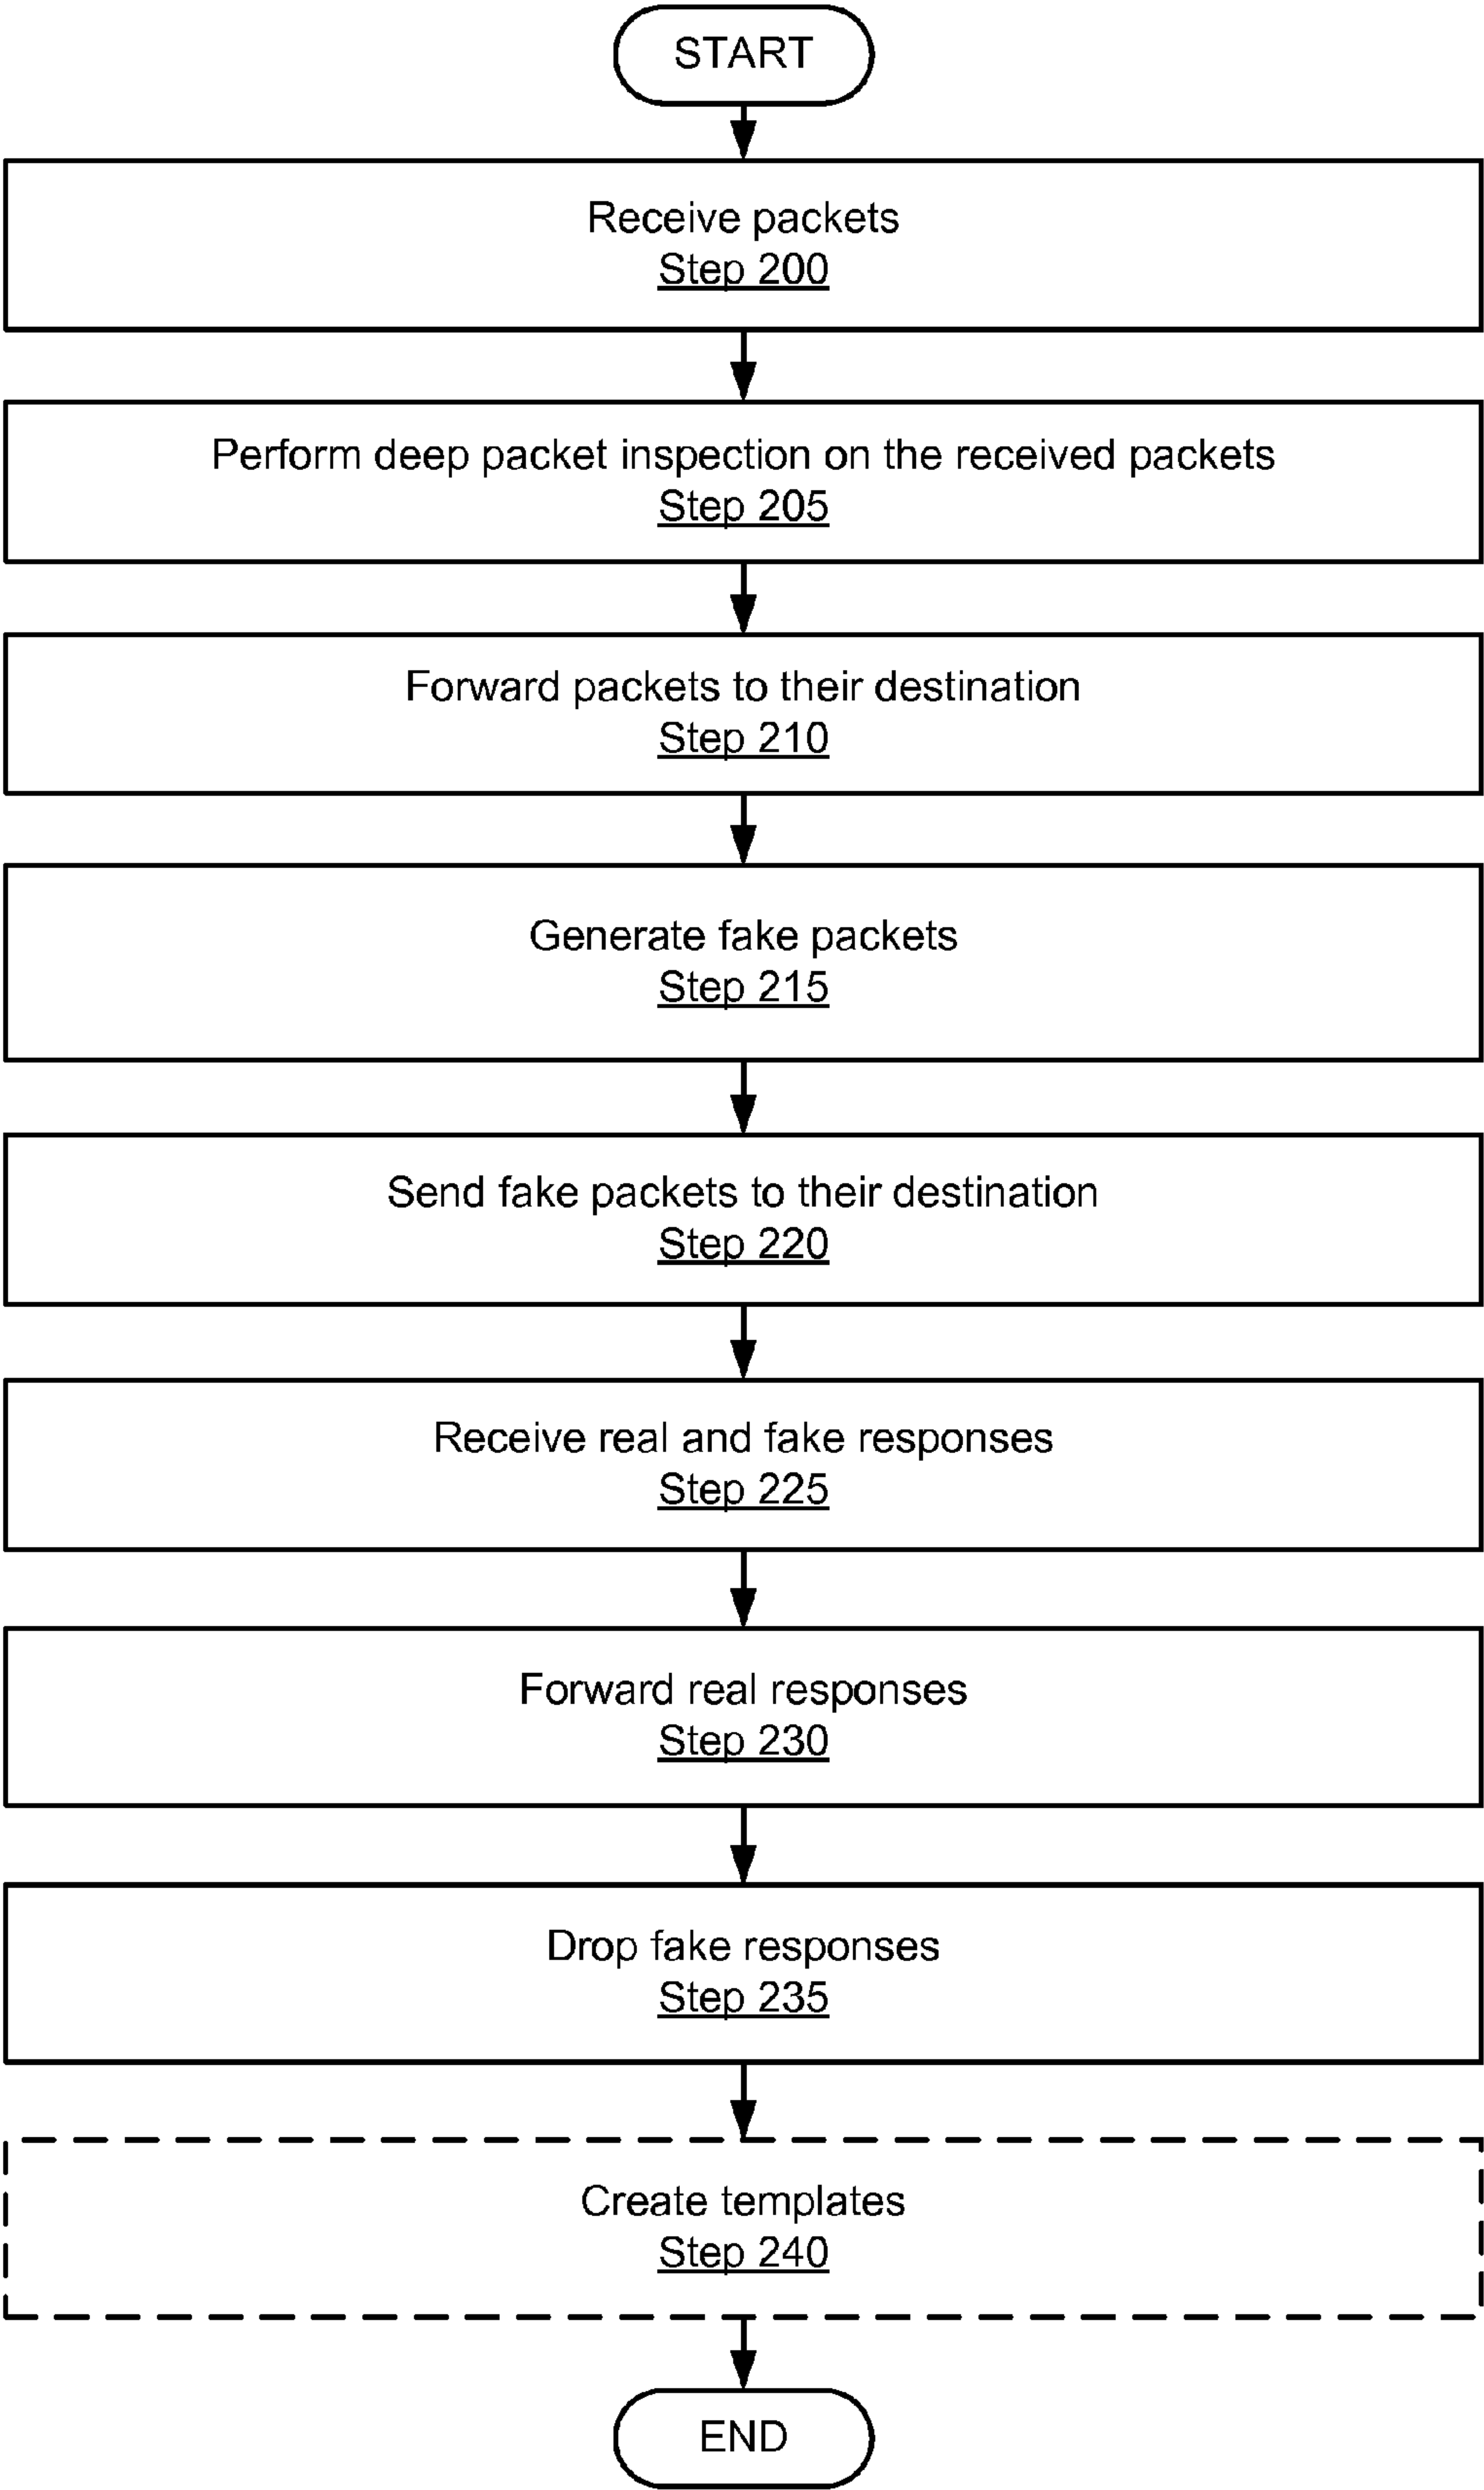 START
Receive packets
Step 200
Perform deep packet inspection on the received packets
Step 205
Forward packets to their destination
Step 210
Generate fake packets
Step 215
Send fake packets to their destination
Step 220
Receive real and fake responses
Step 225
Forward real responses
Step 230
Drop fake responses
Step 235
Create templates
Step 240
END